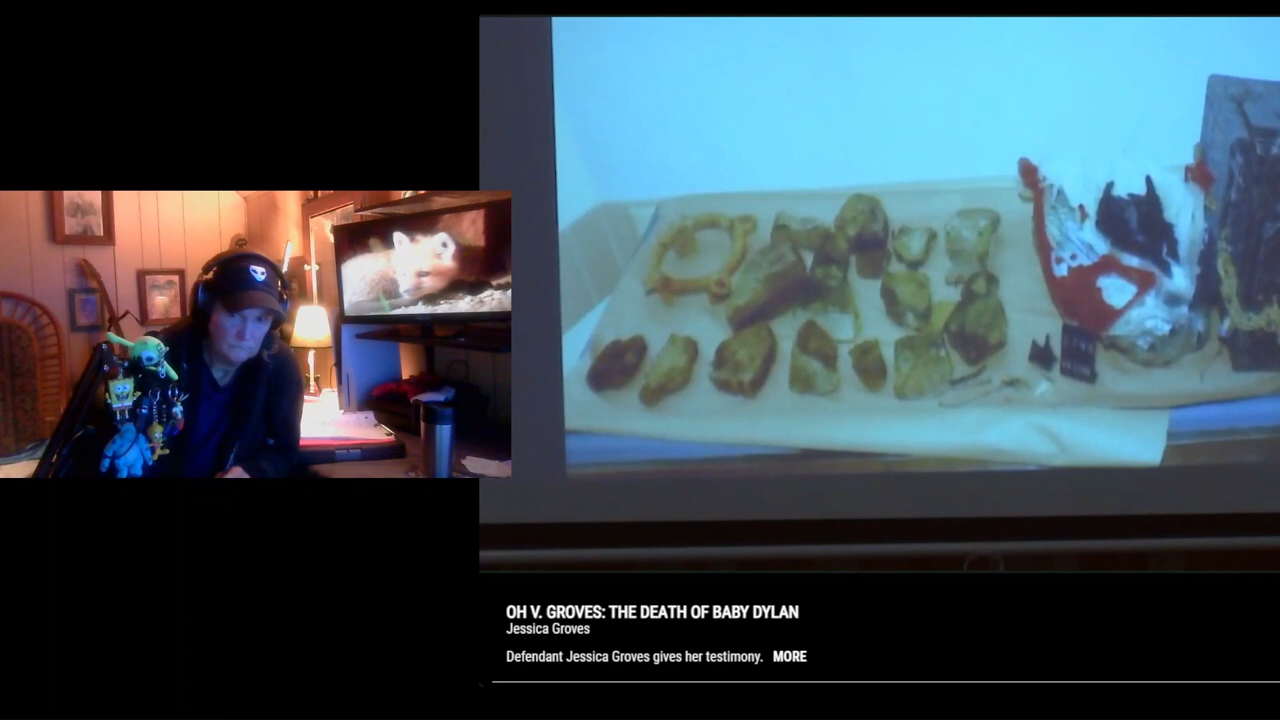 OH V. GROVES: THE DEATH OF BABY DYLAN
Jessica Groves
Defendant Jessica Groves gives her testimony. MORE